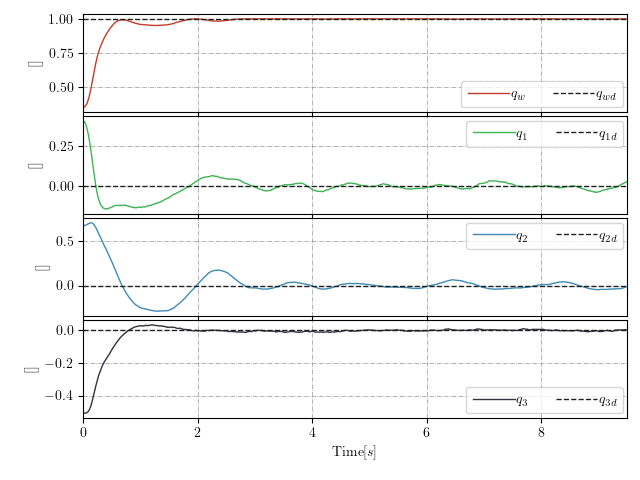 1.00
0.75
0.50
[]
q_w q_wd
0.25
0.00
[]
q_1 q_1d
0.5
0.0
[]
q_2 q_2d
0.0
−0.2
−0.4
[]
q_3 q_3d
0 2 4 6 8
Time[s]